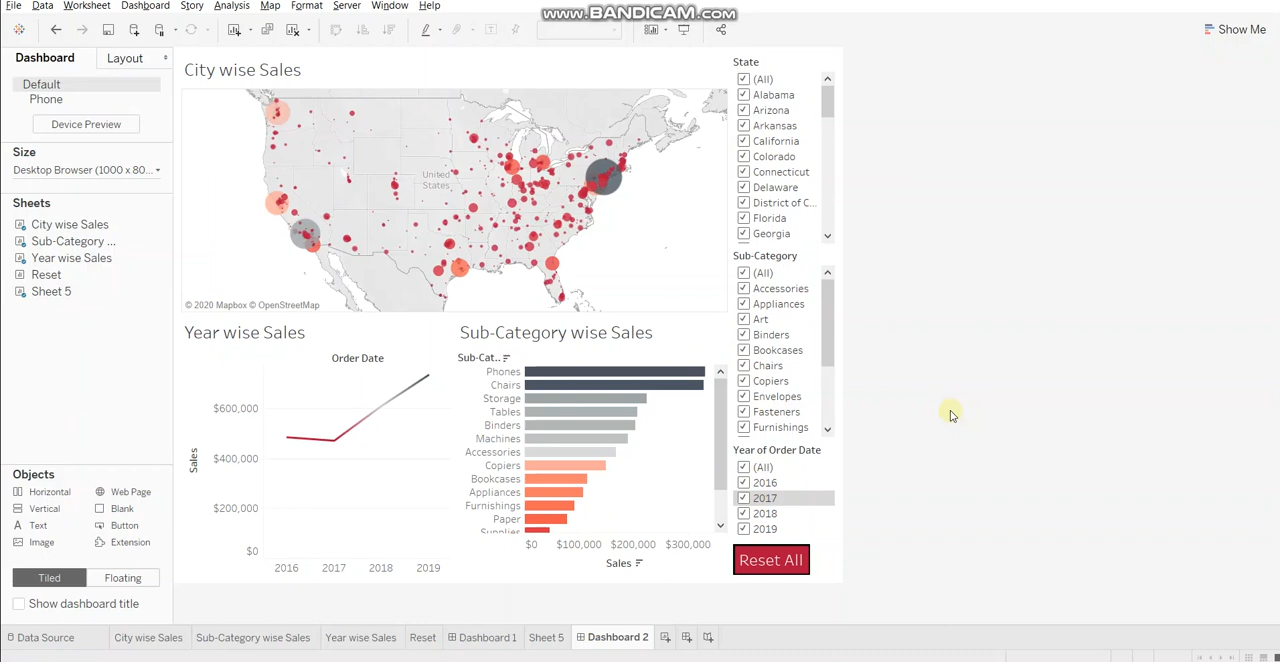 File Data Worksheet Dashboard Story Analysis Map Format Server Window Help
www.BANDICAM.com
Show Me
Dashboard Layout
Default
Phone
Device Preview
Size
Desktop Browser (1000 x 80...
Sheets
City wise Sales
Sub-Category ...
Year wise Sales
Reset
Sheet 5
Objects
Horizontal Web Page
Vertical Blank
Text Button
Image Extension
Tiled Floating
Show dashboard title
City wise Sales
United
States
© 2020 Mapbox © OpenStreetMap
Year wise Sales
Order Date
Sales
$600,000
$400,000
$200,000
$0
2016 2017 2018 2019
Sub-Category wise Sales
Sub-Cat..
Phones
Chairs
Storage
Tables
Binders
Machines
Accessories
Copiers
Bookcases
Appliances
Furnishings
Paper
Supplies
$0 $100,000 $200,000 $300,000
Sales
State
(All)
Alabama
Arizona
Arkansas
California
Colorado
Connecticut
Delaware
District of C...
Florida
Georgia
Sub-Category
(All)
Accessories
Appliances
Art
Binders
Bookcases
Chairs
Copiers
Envelopes
Fasteners
Furnishings
Year of Order Date
(All)
2016
2017
2018
2019
Reset All
Data Source City wise Sales Sub-Category wise Sales Year wise Sales Reset Dashboard 1 Sheet 5 Dashboard 2